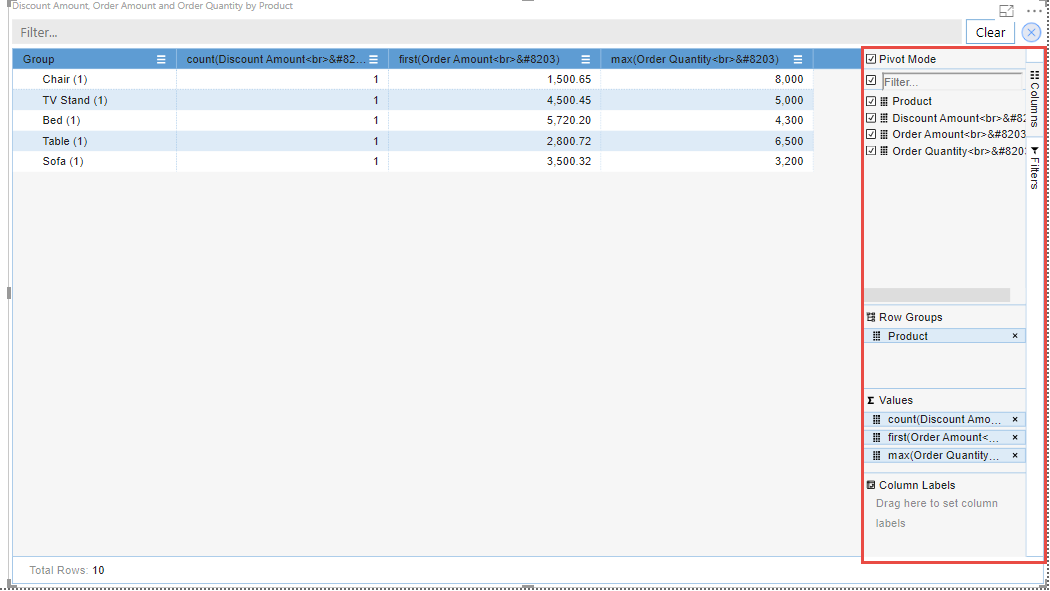 Discount Amount, Order Amount and Order Quantity by Product
Filter...
Clear
Group count(Discount Amount<br>&#82... first(Order Amount<br>&#8203) max(Order Quantity<br>&#8203)
Chair (1) 1 1,500.65 8,000
TV Stand (1) 1 4,500.45 5,000
Bed (1) 1 5,720.20 4,300
Table (1) 1 2,800.72 6,500
Sofa (1) 1 3,500.32 3,200
Pivot Mode
Filter...
Product
Discount Amount<br>&#82
Order Amount<br>&#8203
Order Quantity<br>&#820
Columns
Filters
Row Groups
Product ×
Σ Values
count(Discount Amo... ×
first(Order Amount<... ×
max(Order Quantity... ×
Column Labels
Drag here to set column
labels
Total Rows: 10